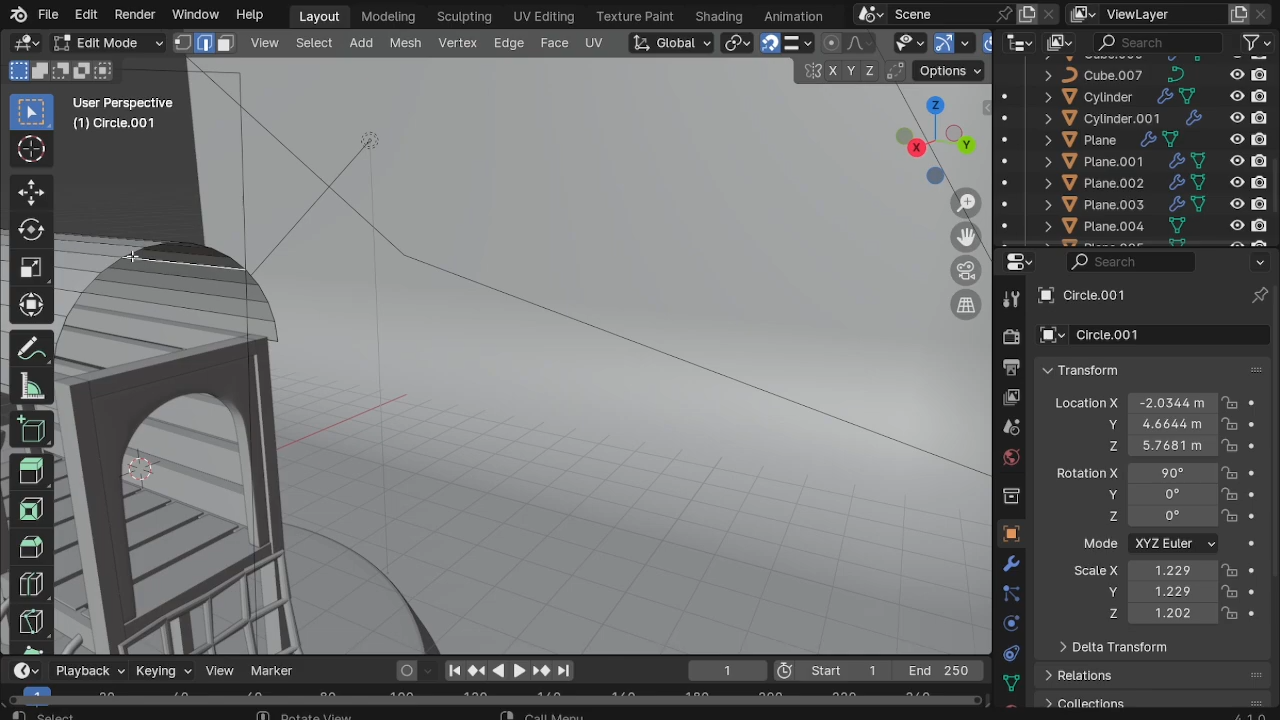 File Edit Render Window Help Layout Modeling Sculpting UV Editing Texture Paint Shading Animation Scene ViewLayer
Edit Mode View Select Add Mesh Vertex Edge Face UV Global Search
X Y Z Options
User Perspective
(1) Circle.001
Z
X
Y
Cube.007
Cylinder
Cylinder.001
Plane
Plane.001
Plane.002
Plane.003
Plane.004
Search
Circle.001
Circle.001
Transform
Location X -2.0344 m
Y 4.6644 m
Z 5.7681 m
Rotation X 90°
Y 0°
Z 0°
Mode XYZ Euler
Scale X 1.229
Y 1.229
Z 1.202
Delta Transform
Relations
Collections
Playback Keying View Marker 1 Start 1 End 250
1
Select Rotate View Call Menu 4.1.0